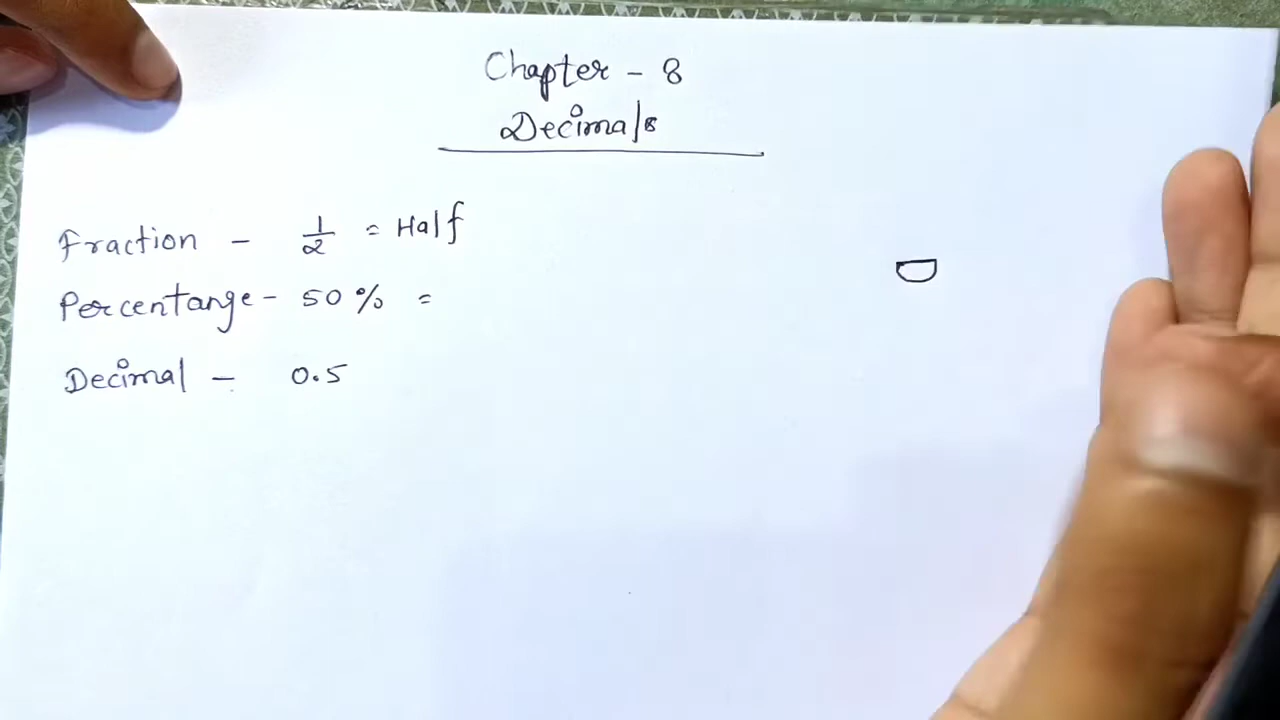 Chapter - 8
Decimals
Fraction - 1/2 = Half
Percentange - 50 % =
Decimal - 0.5